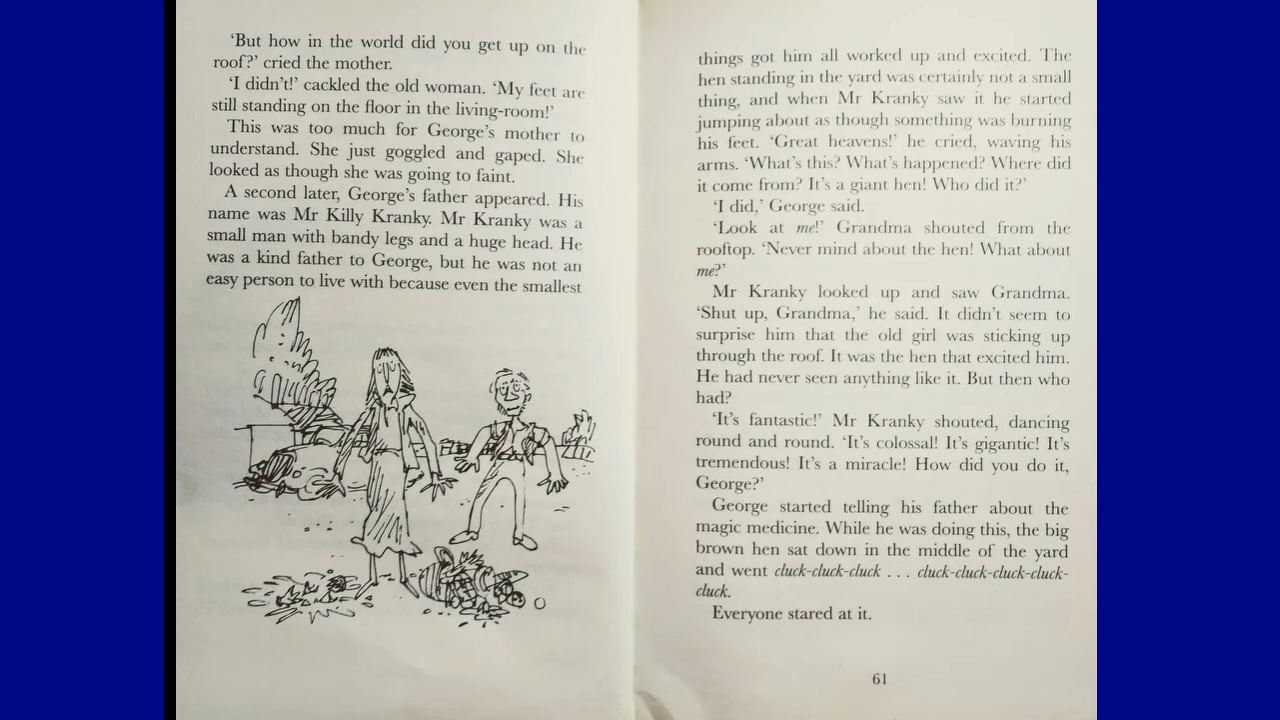 ‘But how in the world did you get up on the
roof?’ cried the mother.
‘I didn’t!’ cackled the old woman. ‘My feet are
still standing on the floor in the living-room!’
This was too much for George’s mother to
understand. She just goggled and gaped. She
looked as though she was going to faint.
A second later, George’s father appeared. His
name was Mr Killy Kranky. Mr Kranky was a
small man with bandy legs and a huge head. He
was a kind father to George, but he was not an
easy person to live with because even the smallest
things got him all worked up and excited. The
hen standing in the yard was certainly not a small
thing, and when Mr Kranky saw it he started
jumping about as though something was burning
his feet. ‘Great heavens!’ he cried, waving his
arms. ‘What’s this? What’s happened? Where did
it come from? It’s a giant hen! Who did it?’
‘I did,’ George said.
‘Look at me!’ Grandma shouted from the
rooftop. ‘Never mind about the hen! What about
me?’
Mr Kranky looked up and saw Grandma.
‘Shut up, Grandma,’ he said. It didn’t seem to
surprise him that the old girl was sticking up
through the roof. It was the hen that excited him.
He had never seen anything like it. But then who
had?
‘It’s fantastic!’ Mr Kranky shouted, dancing
round and round. ‘It’s colossal! It’s gigantic! It’s
tremendous! It’s a miracle! How did you do it,
George?’
George started telling his father about the
magic medicine. While he was doing this, the big
brown hen sat down in the middle of the yard
and went cluck-cluck-cluck . . . cluck-cluck-cluck-cluck-
cluck.
Everyone stared at it.
61